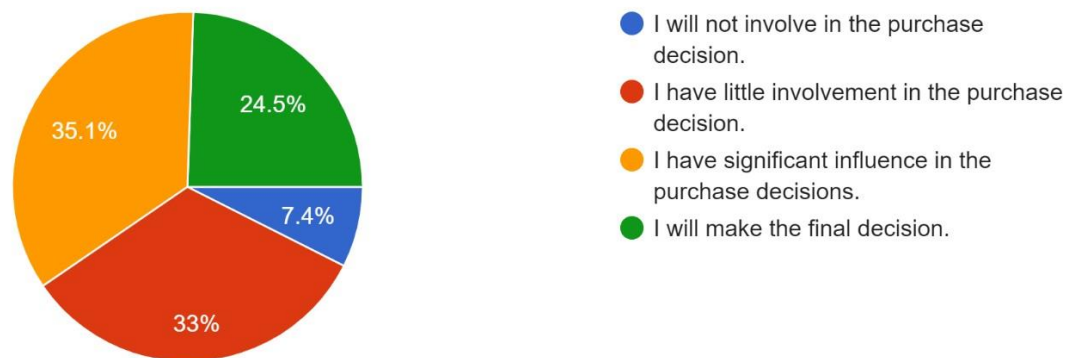 24.5%
35.1%
7.4%
33%
I will not involve in the purchase
decision.
I have little involvement in the purchase
decision.
I have significant influence in the
purchase decisions.
I will make the final decision.